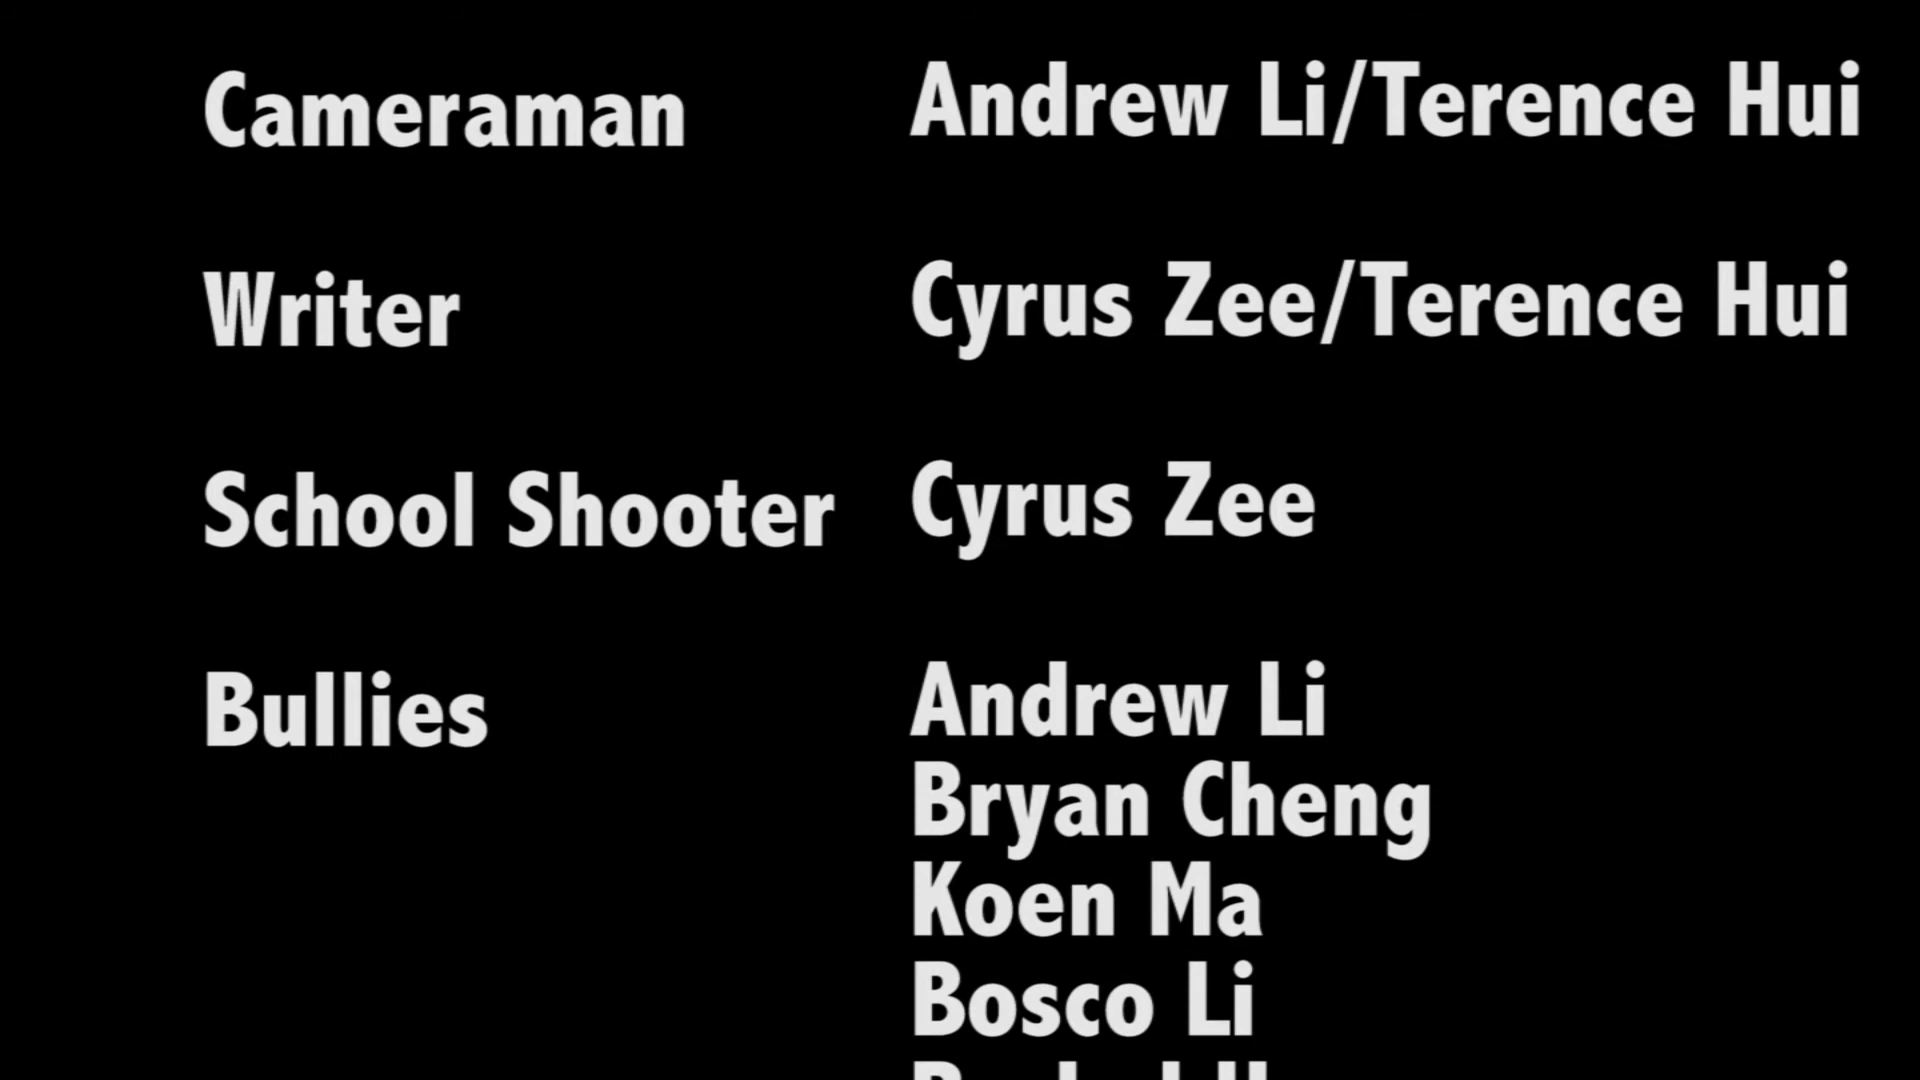 Cameraman Andrew Li/Terence Hui
Writer Cyrus Zee/Terence Hui
School Shooter Cyrus Zee
Bullies Andrew Li
Bryan Cheng
Koen Ma
Bosco Li